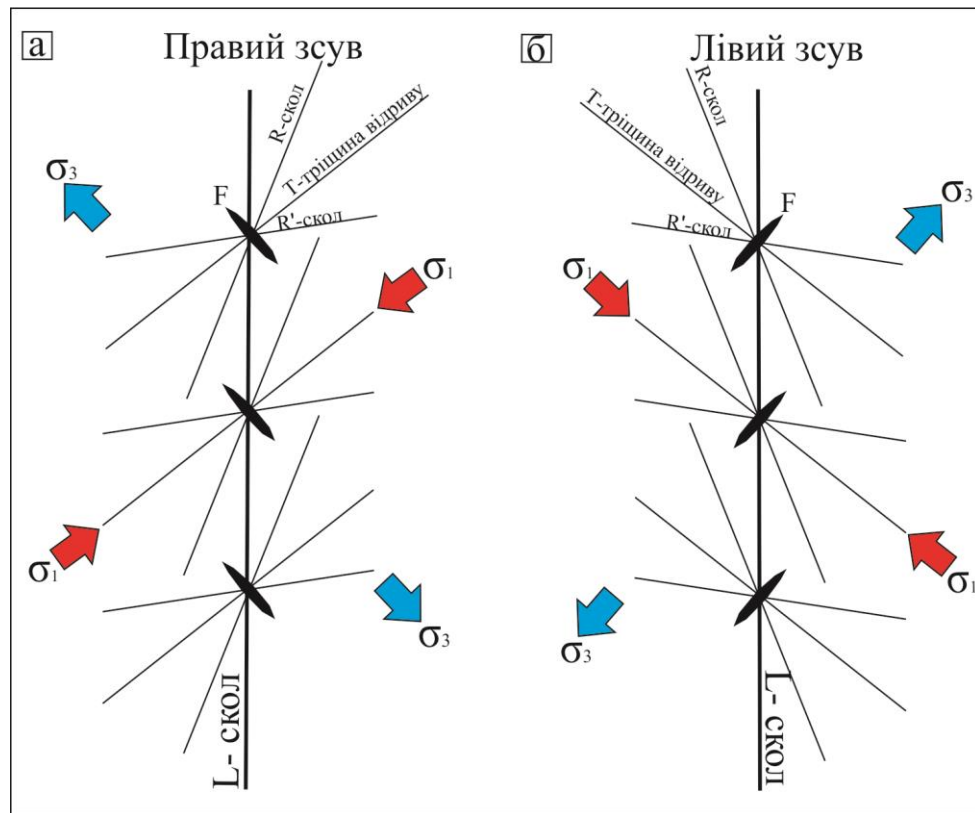 а
Правий зсув
R-скол
Т-тріщина відриву
R'-скол
F
σ3
σ1
σ1
σ3
L- скол
б
Лівий зсув
R-скол
Т-тріщина відриву
R'-скол
F
σ3
σ1
σ1
σ3
L- скол